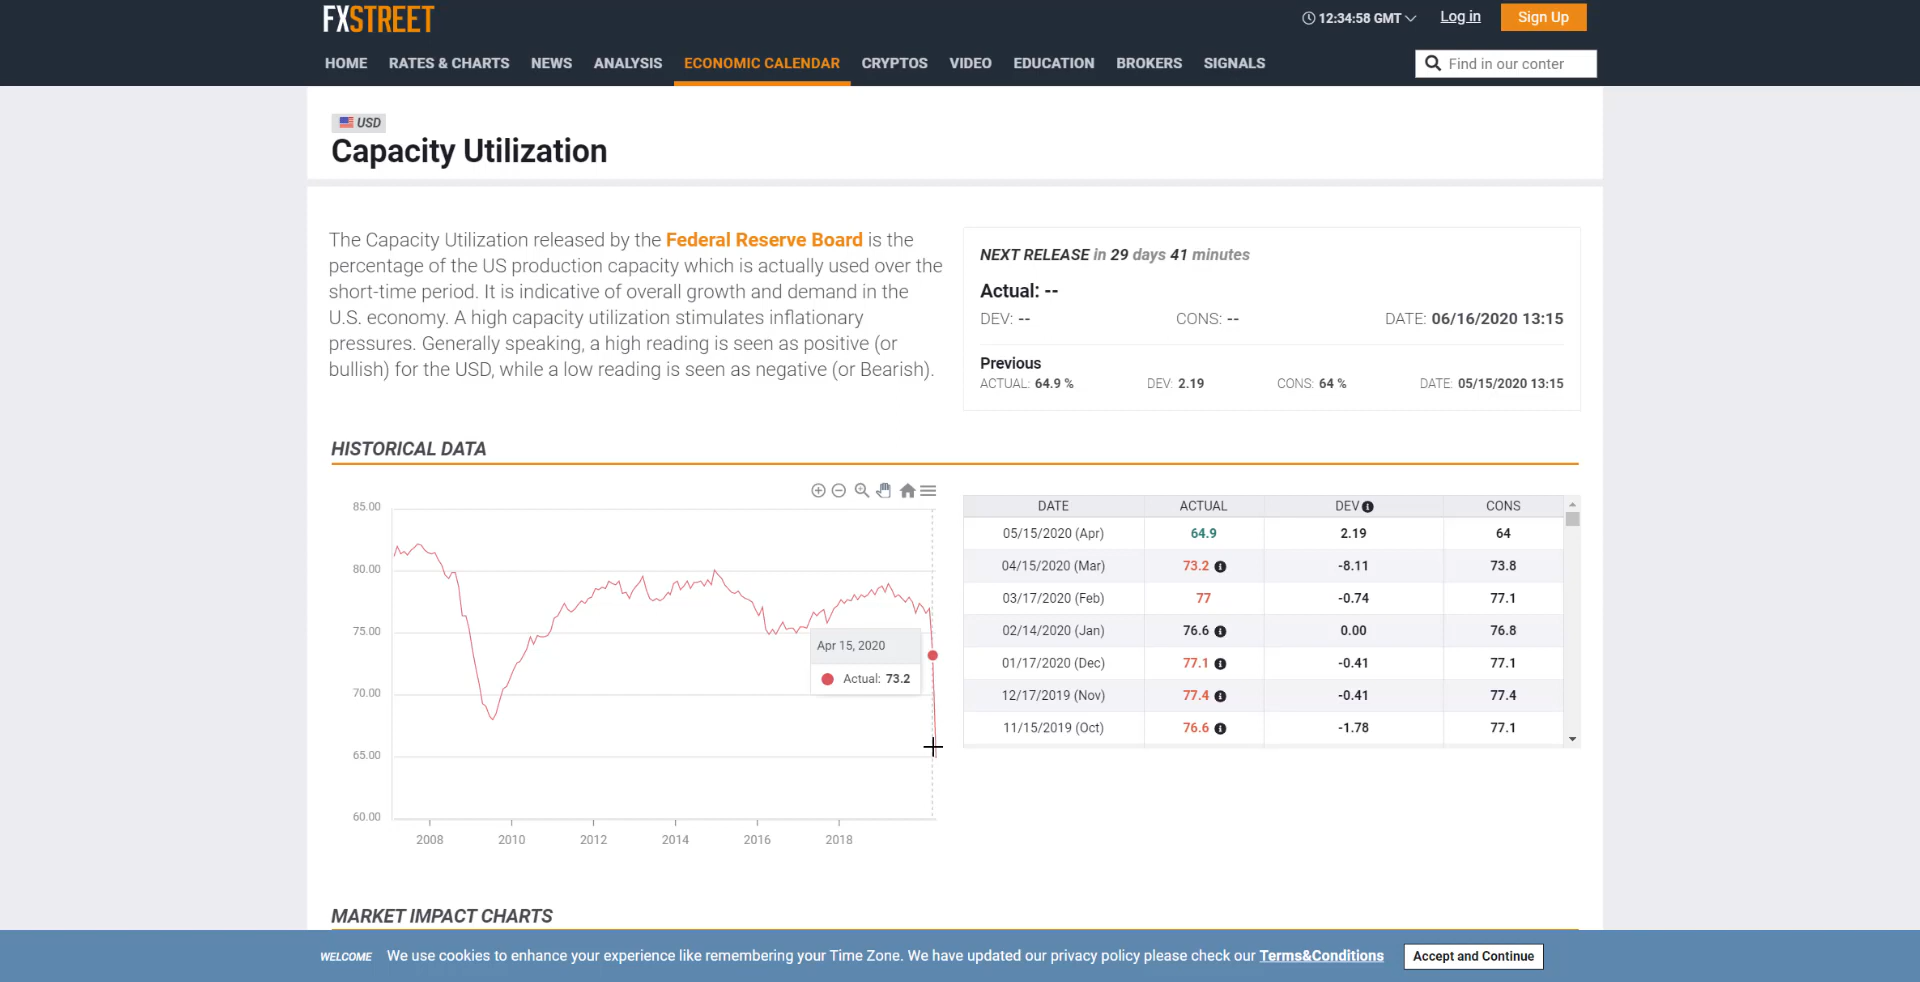 FXSTREET
12:34:58 GMT
Log in
Sign Up
HOME RATES & CHARTS NEWS ANALYSIS ECONOMIC CALENDAR CRYPTOS VIDEO EDUCATION BROKERS SIGNALS
Find in our conter
USD
Capacity Utilization
The Capacity Utilization released by the Federal Reserve Board is the
percentage of the US production capacity which is actually used over the
short-time period. It is indicative of overall growth and demand in the
U.S. economy. A high capacity utilization stimulates inflationary
pressures. Generally speaking, a high reading is seen as positive (or
bullish) for the USD, while a low reading is seen as negative (or Bearish).
NEXT RELEASE in 29 days 41 minutes
Actual: --
DEV: -- CONS: -- DATE: 06/16/2020 13:15
Previous
ACTUAL: 64.9 % DEV: 2.19 CONS: 64 % DATE: 05/15/2020 13:15
HISTORICAL DATA
85.00
80.00
75.00
70.00
65.00
60.00
2008 2010 2012 2014 2016 2018
Apr 15, 2020
Actual: 73.2
DATE ACTUAL DEV CONS
05/15/2020 (Apr) 64.9 2.19 64
04/15/2020 (Mar) 73.2 -8.11 73.8
03/17/2020 (Feb) 77 -0.74 77.1
02/14/2020 (Jan) 76.6 0.00 76.8
01/17/2020 (Dec) 77.1 -0.41 77.1
12/17/2019 (Nov) 77.4 -0.41 77.4
11/15/2019 (Oct) 76.6 -1.78 77.1
MARKET IMPACT CHARTS
WELCOME We use cookies to enhance your experience like remembering your Time Zone. We have updated our privacy policy please check our Terms&Conditions
Accept and Continue